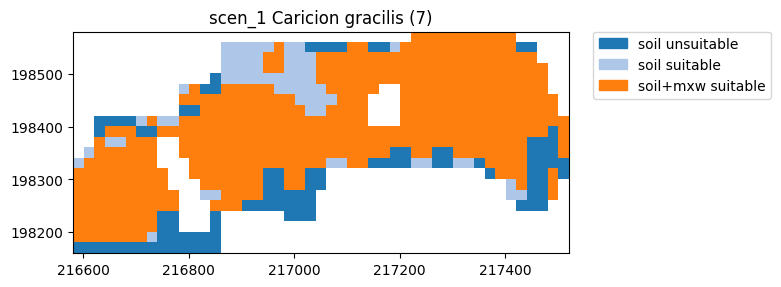 scen_1 Caricion gracilis (7)
soil unsuitable
soil suitable
soil+mxw suitable
198500
198400
198300
198200
216600 216800 217000 217200 217400